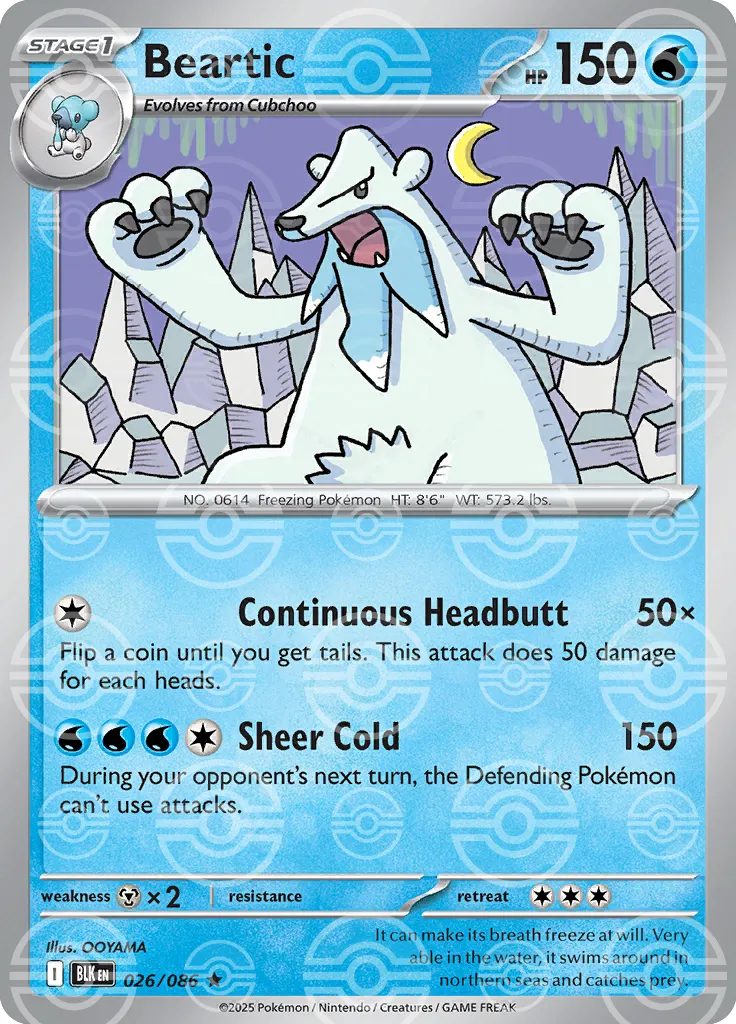 STAGE1
Beartic
HP 150
Evolves from Cubchoo
NO. 0614 Freezing Pokémon HT: 8'6" WT: 573.2 lbs.
Continuous Headbutt 50×
Flip a coin until you get tails. This attack does 50 damage
for each heads.
Sheer Cold 150
During your opponent's next turn, the Defending Pokémon
can't use attacks.
weakness ×2 resistance retreat
Illus. OOYAMA
It can make its breath freeze at will. Very
able in the water, it swims around in
northern seas and catches prey.
I BLK EN 026/086 ★
©2025 Pokémon / Nintendo / Creatures / GAME FREAK